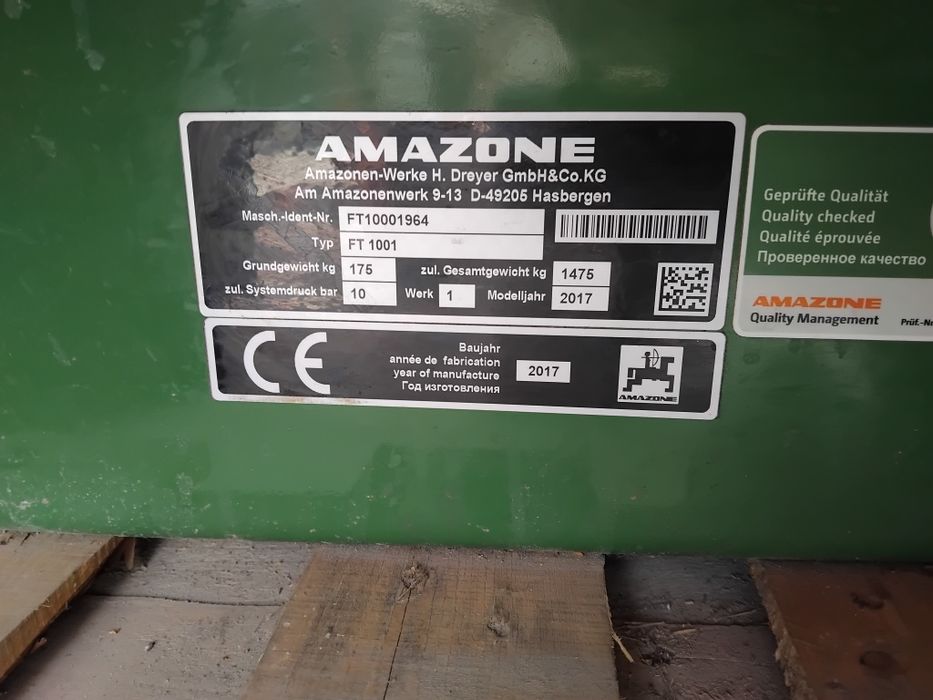 AMAZONE
Amazonen-Werke H. Dreyer GmbH&Co.KG
Am Amazonenwerk 9-13 D-49205 Hasbergen
Masch.-Ident-Nr. FT10001964
Typ FT 1001
Grundgewicht kg 175 zul. Gesamtgewicht kg 1475
zul. Systemdruck bar 10 Werk 1 Modelljahr 2017
CE
Baujahr
année de fabrication
year of manufacture 2017
Год изготовления
AMAZONE
Geprüfte Qualität
Quality checked
Qualité éprouvée
Проверенное качество
AMAZONE
Quality Management Prüf.-Nr